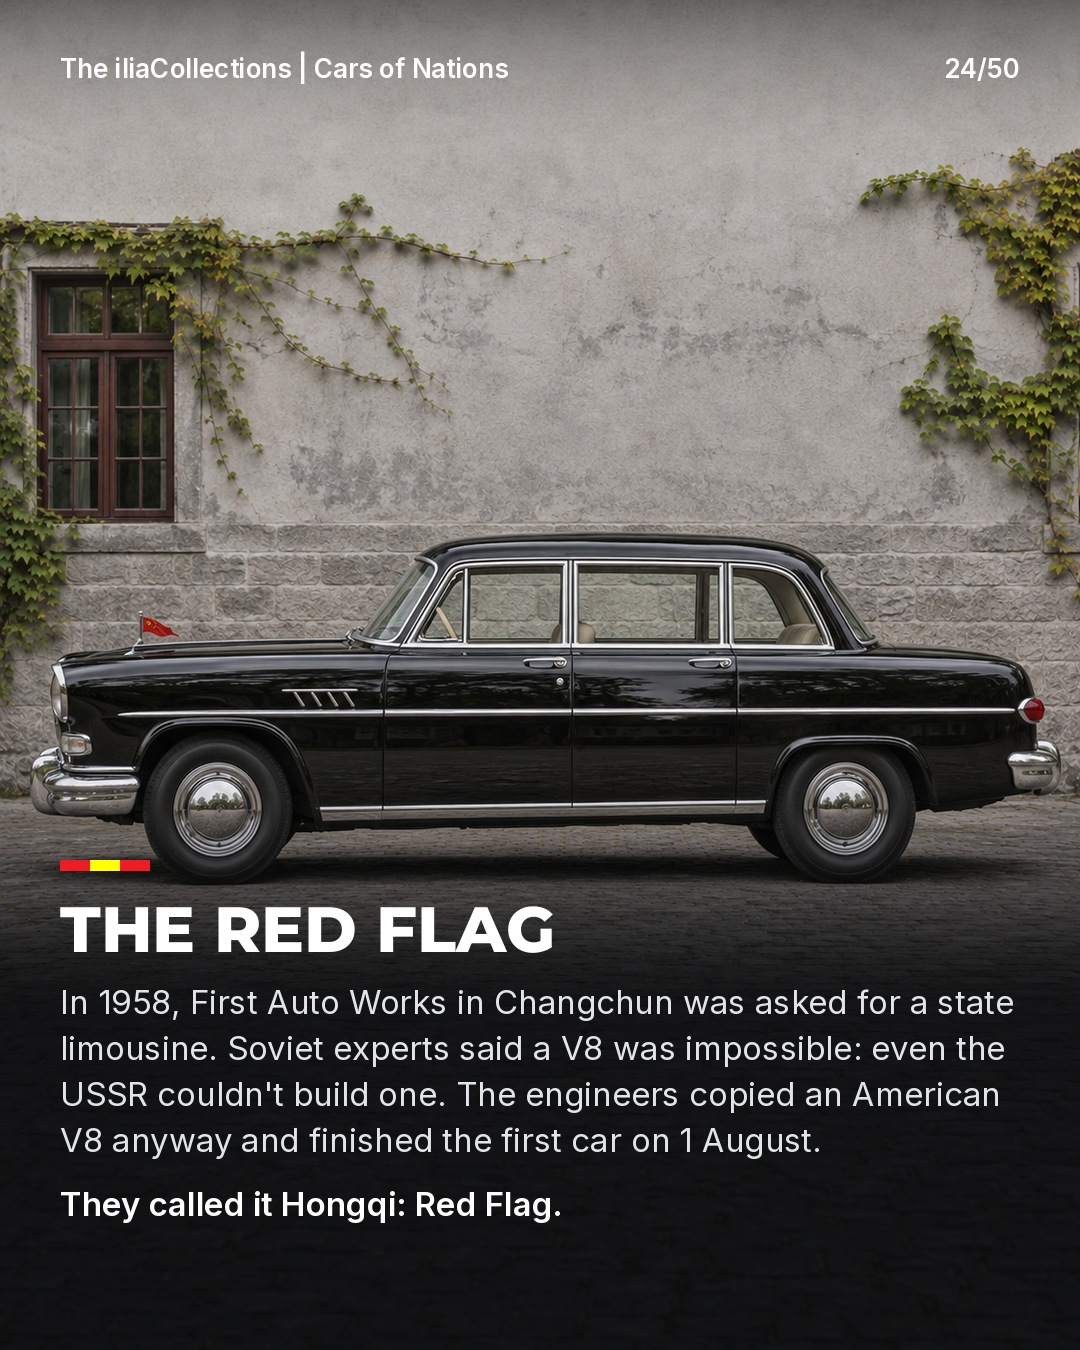 The iliaCollections | Cars of Nations
24/50
THE RED FLAG
In 1958, First Auto Works in Changchun was asked for a state
limousine. Soviet experts said a V8 was impossible: even the
USSR couldn't build one. The engineers copied an American
V8 anyway and finished the first car on 1 August.
They called it Hongqi: Red Flag.